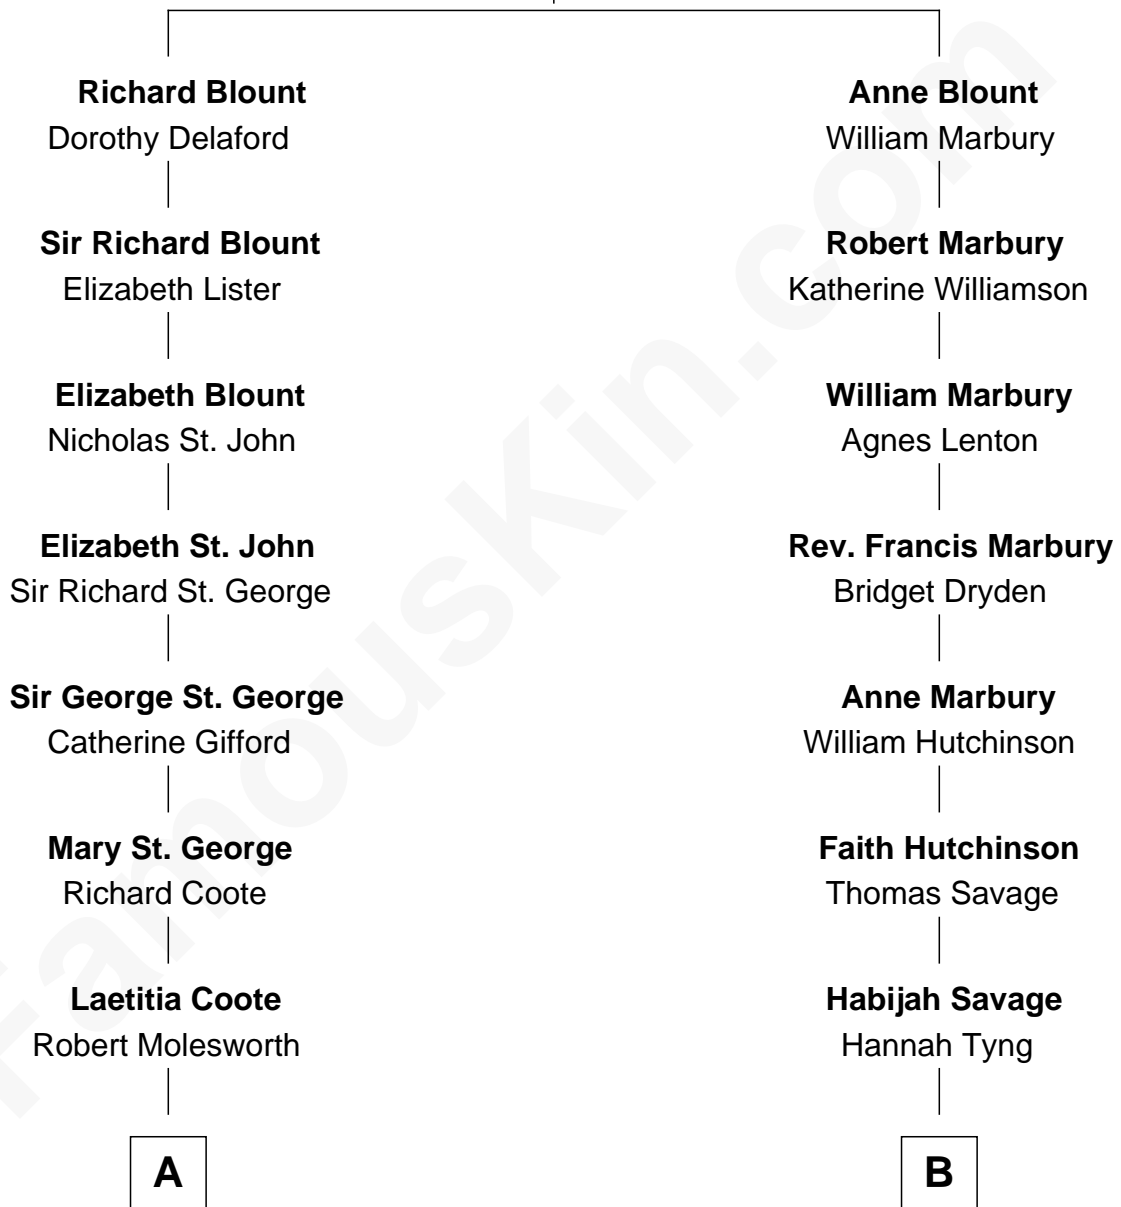 Richard Blount
Dorothy Delaford
Sir Richard Blount
Elizabeth Lister
Elizabeth Blount
Nicholas St. John
Elizabeth St. John
Sir Richard St. George
Sir George St. George
Catherine Gifford
Mary St. George
Richard Coote
Laetitia Coote
Robert Molesworth
A
Anne Blount
William Marbury
Robert Marbury
Katherine Williamson
William Marbury
Agnes Lenton
Rev. Francis Marbury
Bridget Dryden
Anne Marbury
William Hutchinson
Faith Hutchinson
Thomas Savage
Habijah Savage
Hannah Tyng
B
FamousKin.com